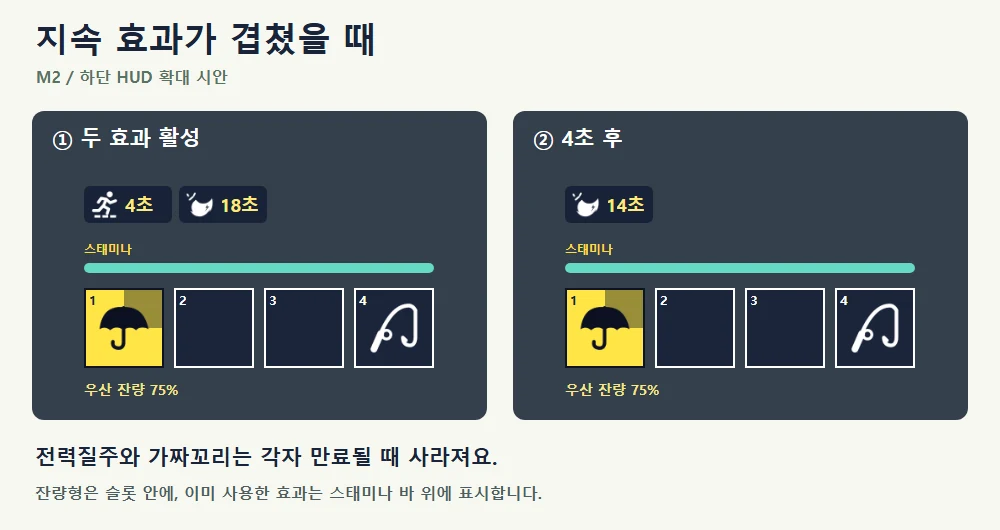 지속 효과가 겹쳤을 때
M2 / 하단 HUD 확대 시안
① 두 효과 활성
4초 18초
스태미나
1 2 3 4
우산 잔량 75%
② 4초 후
14초
스태미나
1 2 3 4
우산 잔량 75%
전력질주와 가짜꼬리는 각자 만료될 때 사라져요.
잔량형은 슬롯 안에, 이미 사용한 효과는 스태미나 바 위에 표시합니다.